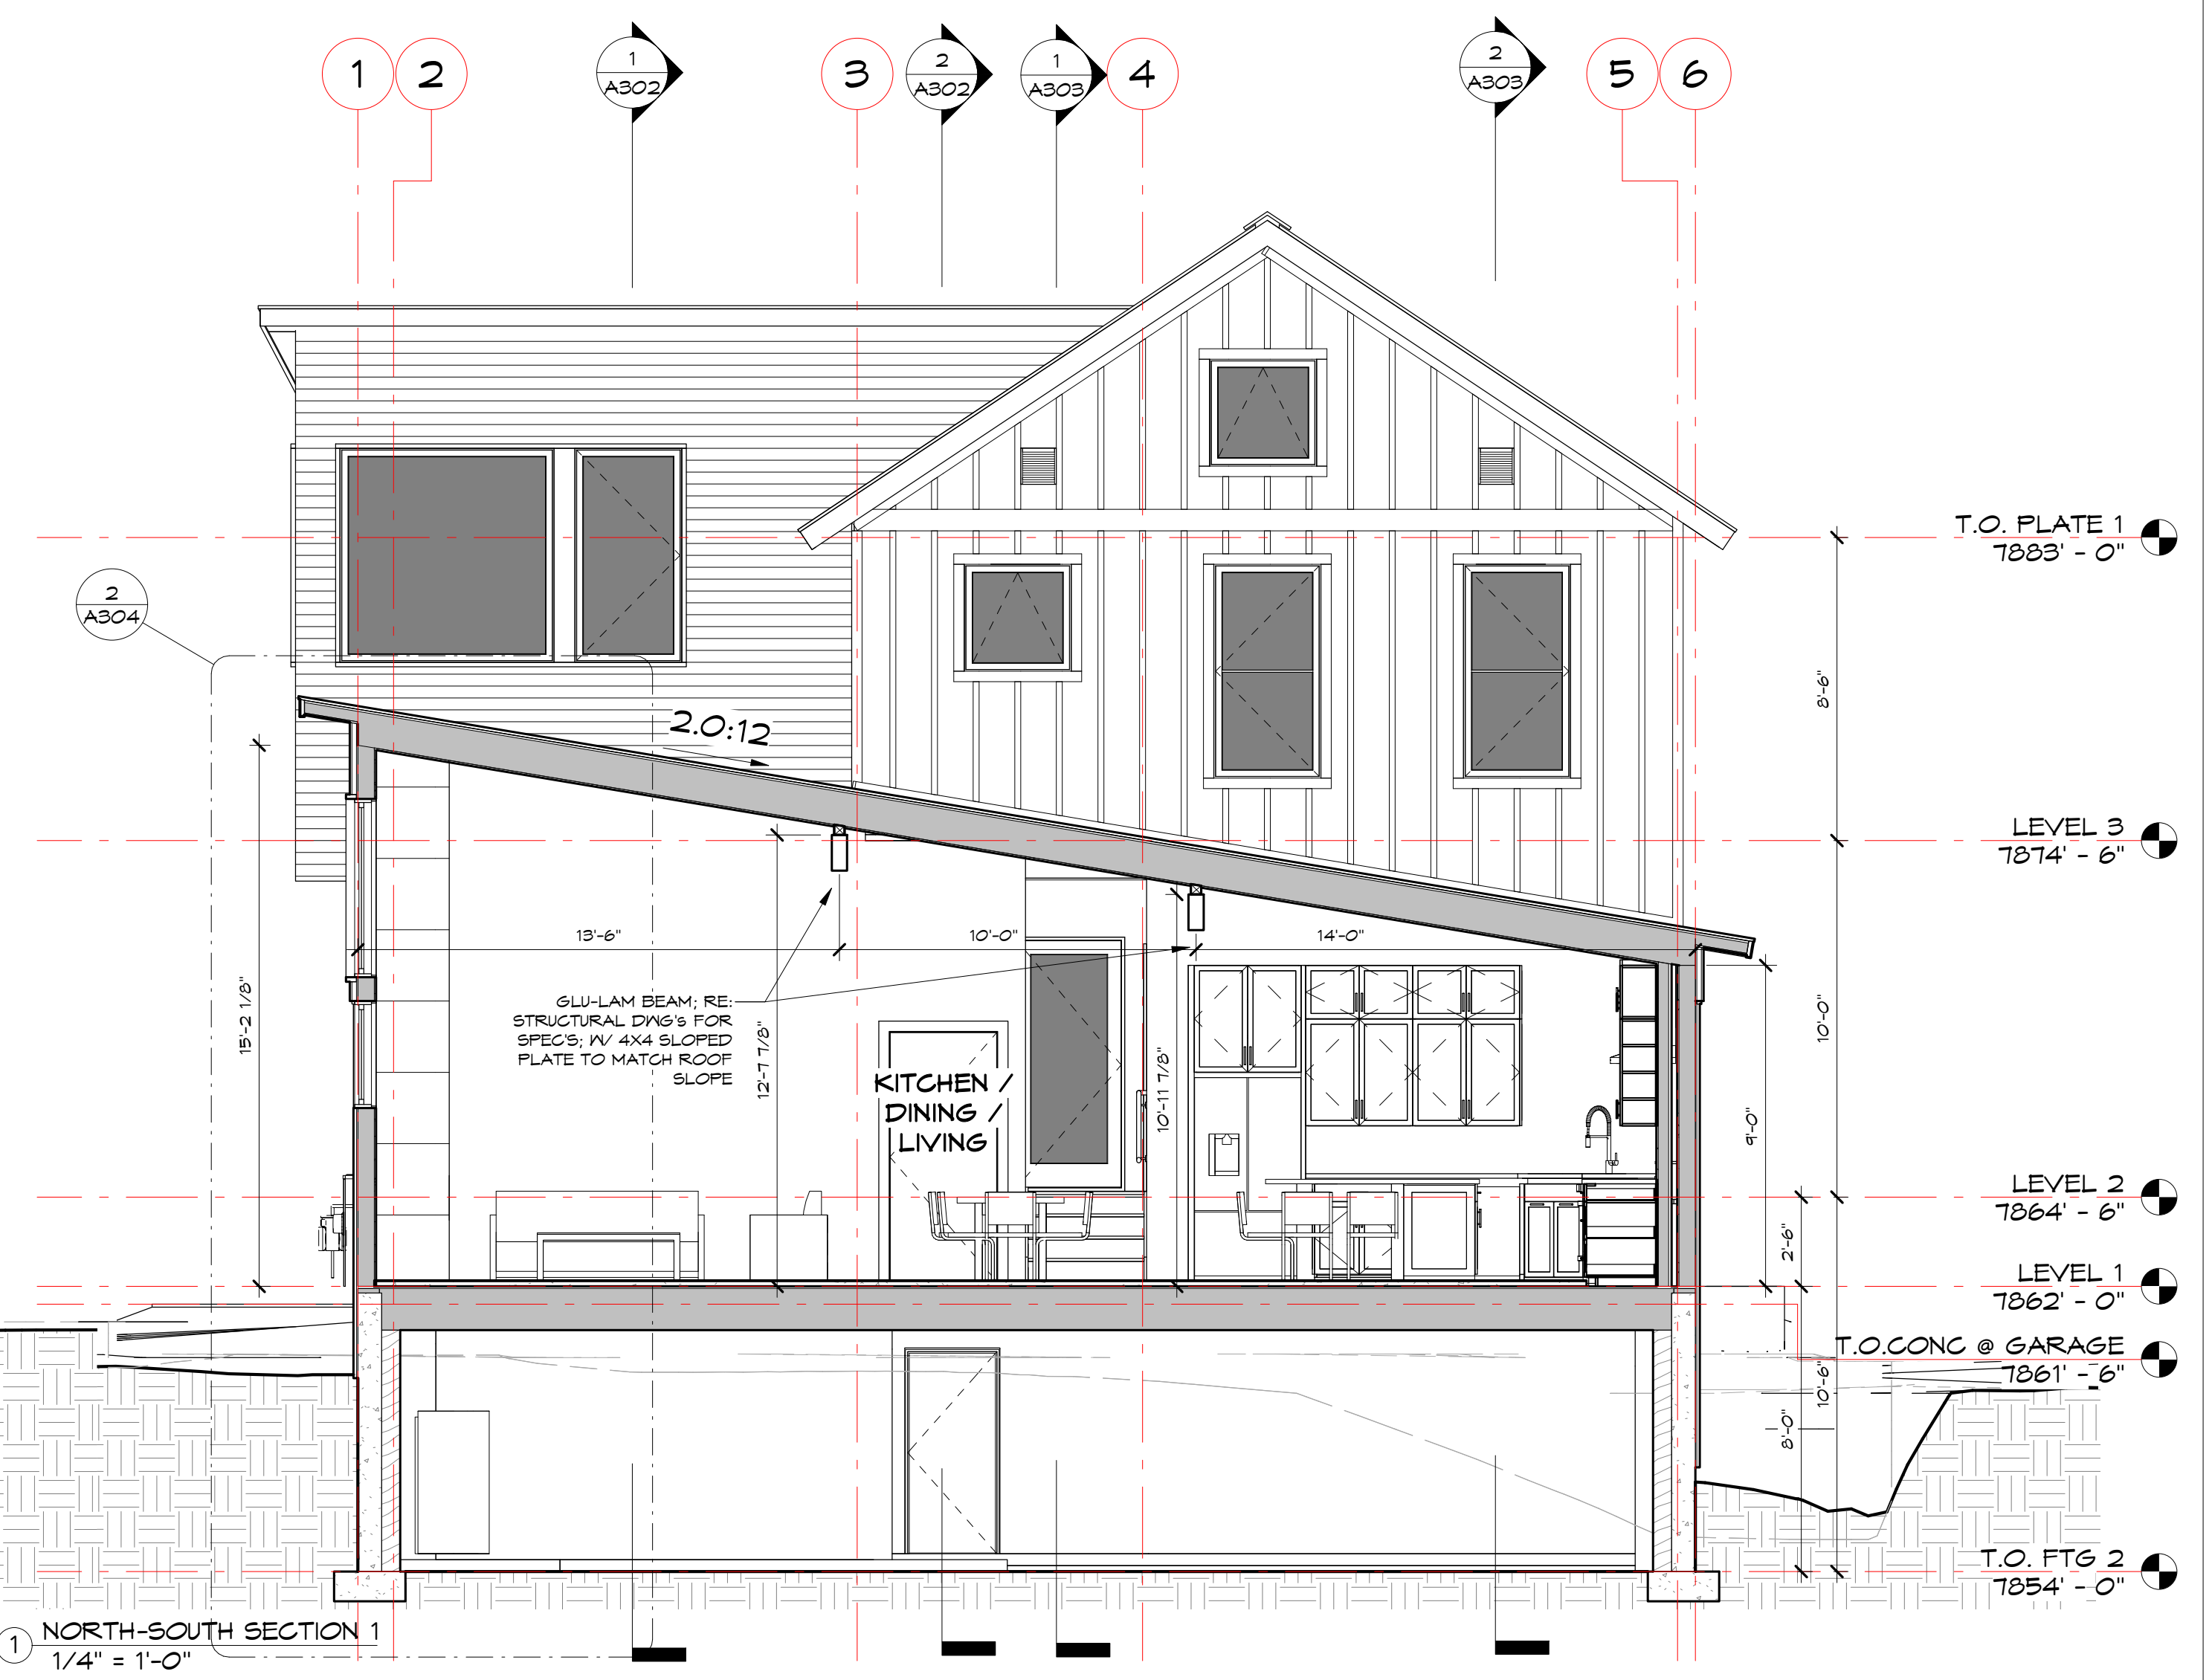 1
2
1
A302
3
2
A302
1
A303
4
2
A303
5
6
T.O. PLATE 1
7883' - 0"
2
A304
8'-6"
2.0:12
LEVEL 3
7874' - 6"
13'-6"
10'-0"
14'-0"
15'-2 1/8"
GLU-LAM BEAM; RE:
STRUCTURAL DWG's FOR
SPEC'S; W/ 4X4 SLOPED
PLATE TO MATCH ROOF
SLOPE
12'-7 7/8"
KITCHEN /
DINING /
LIVING
10'-11 7/8"
9'-0"
10'-0"
LEVEL 2
7864' - 6"
2'-6"
LEVEL 1
7862' - 0"
T.O.CONC @ GARAGE
7861' - 6"
10'-6"
8'-0"
T.O. FTG 2
7854' - 0"
1
NORTH-SOUTH SECTION 1
1/4" = 1'-0"